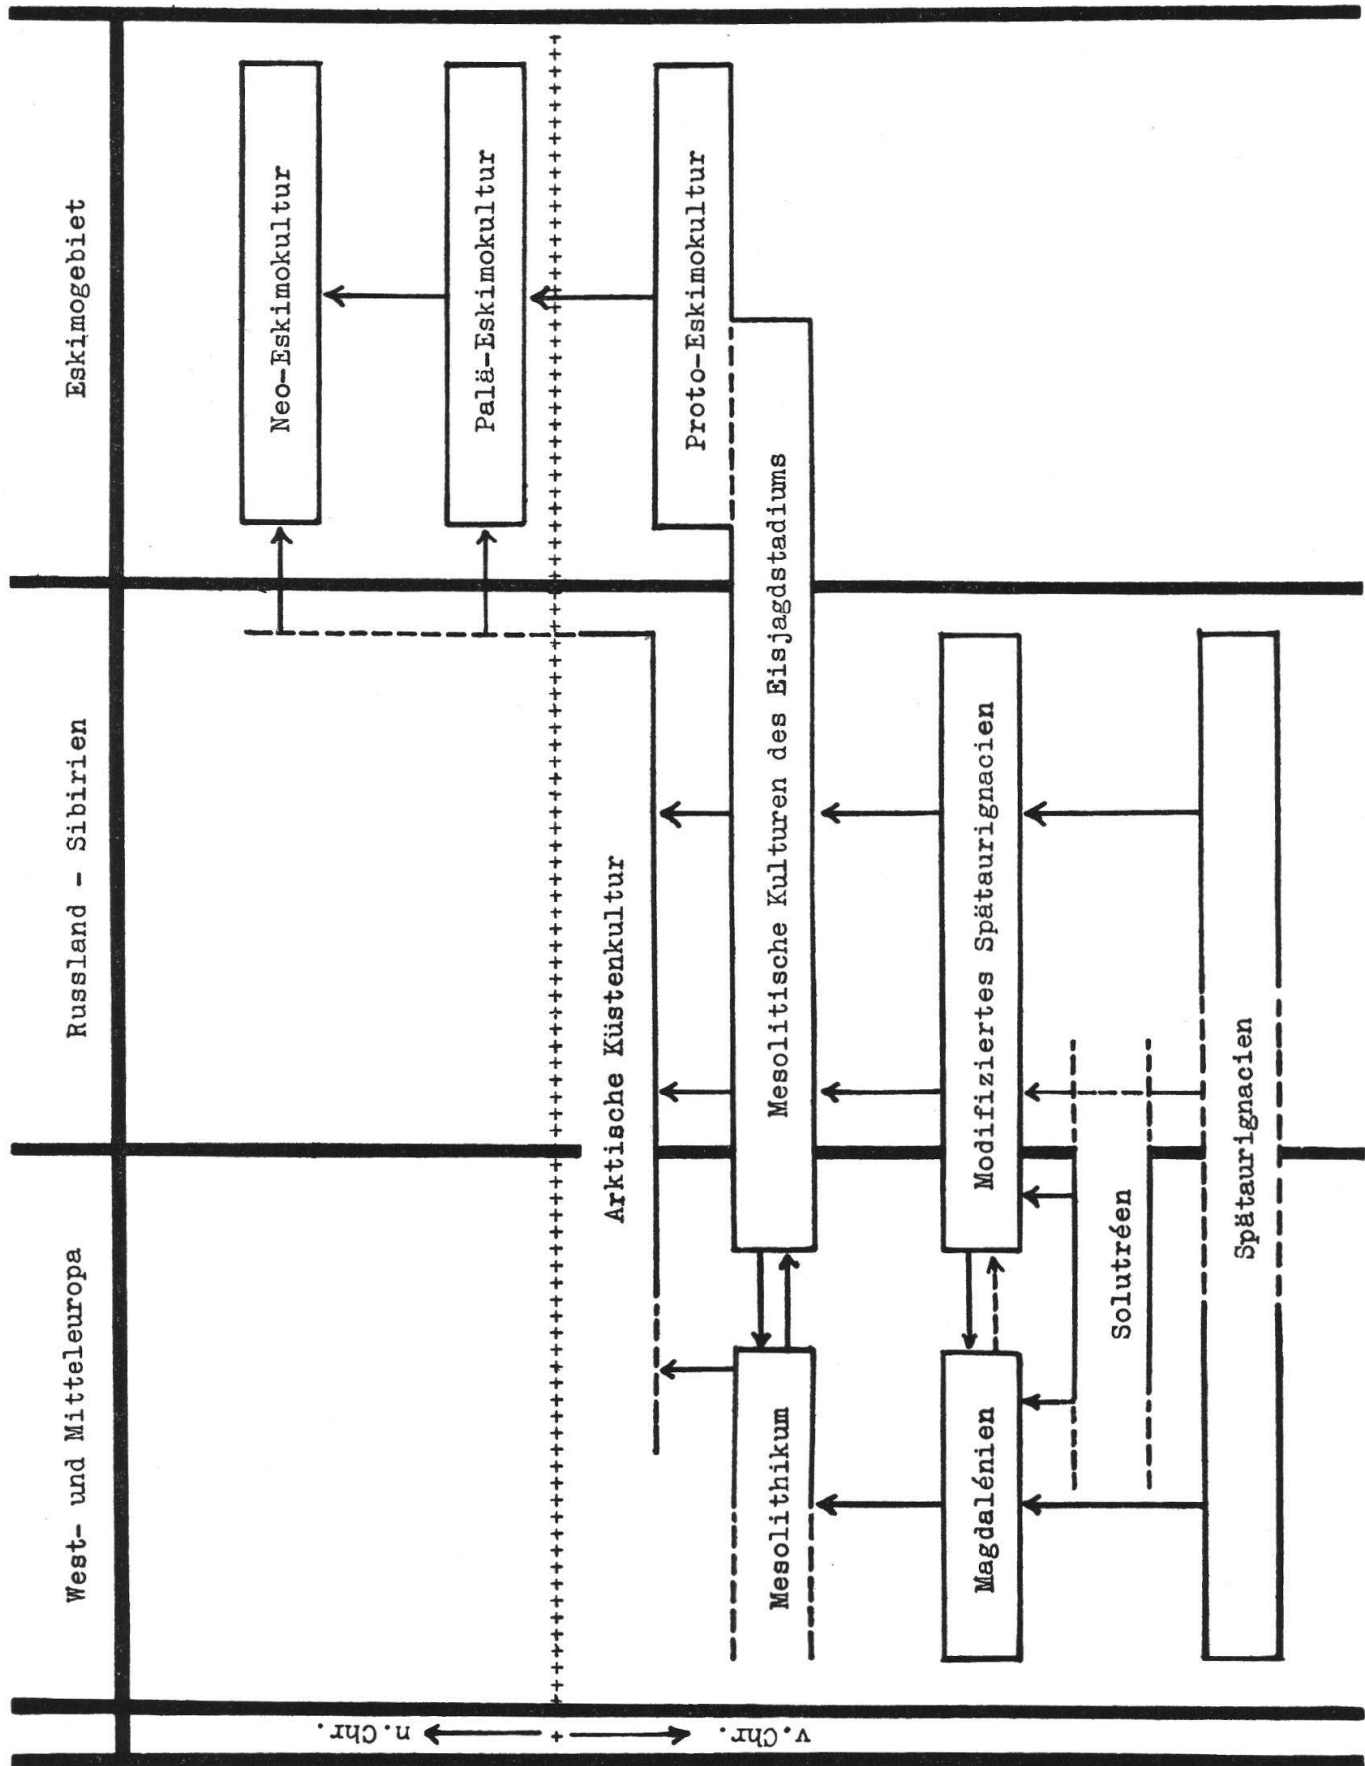 West- und Mitteleuropa
Russland - Sibirien
Eskimogebiet
n.Chr.
+
v.Chr.
Neo-Eskimokultur
Palä-Eskimokultur
Proto-Eskimokultur
Arktische Küstenkultur
Mesolithikum
Mesolitische Kulturen des Eisjagdstadiums
Magdalénien
Modifiziertes Spätaurignacien
Solutréen
Spätaurignacien